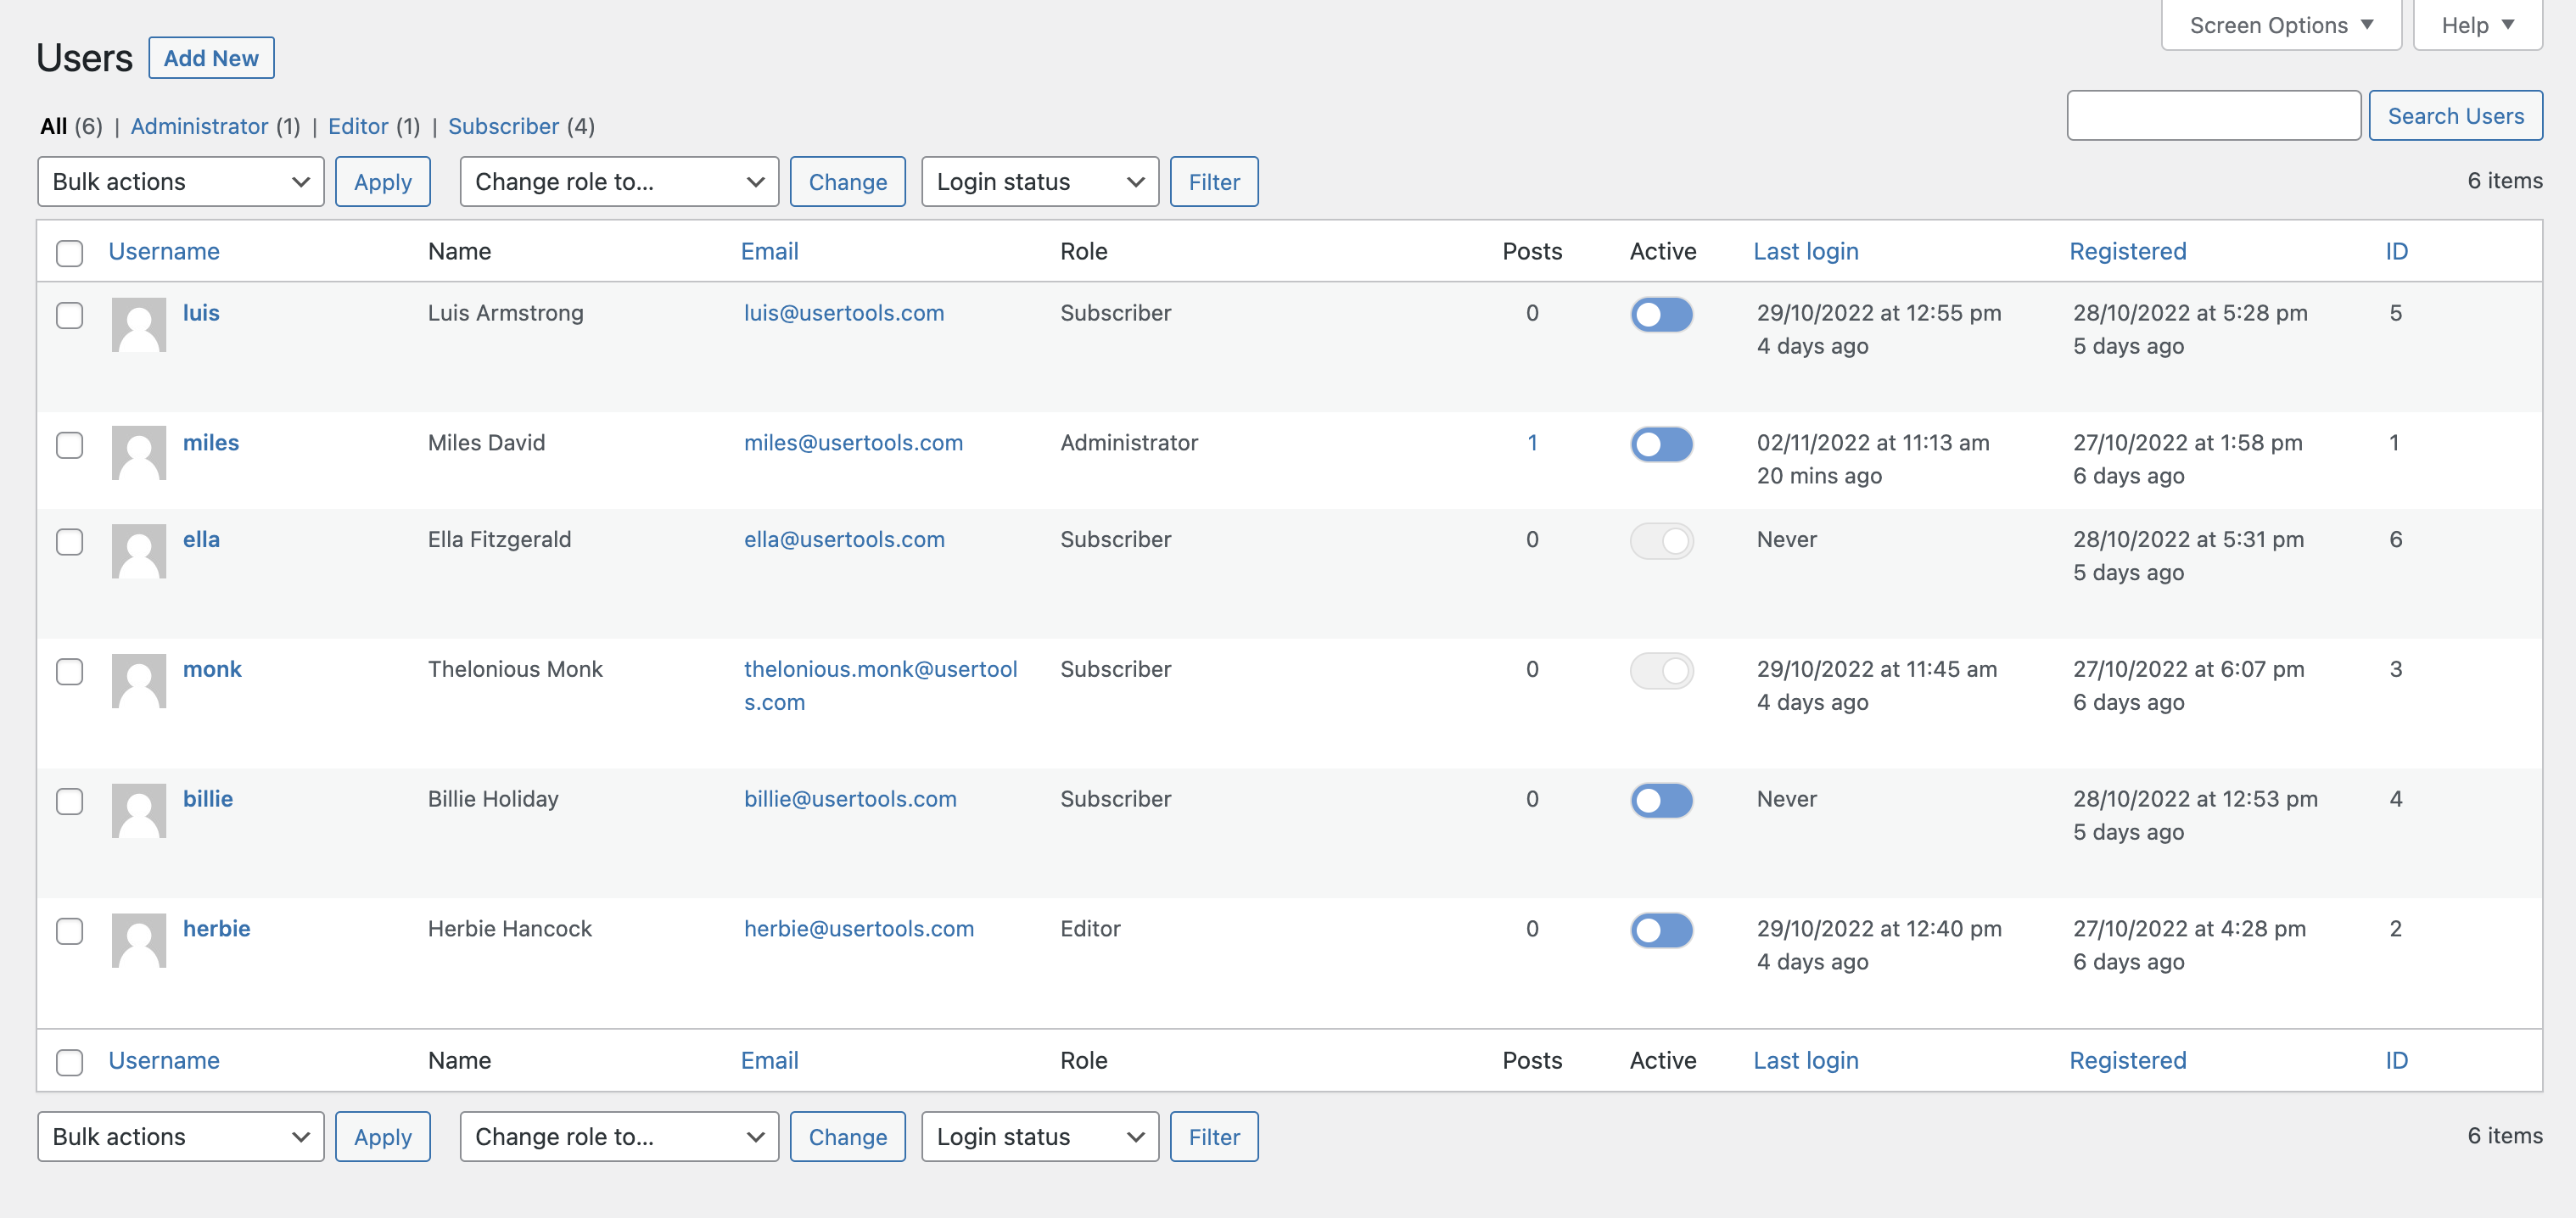 Screen Options ▼ Help ▼
Users Add New
All (6) | Administrator (1) | Editor (1) | Subscriber (4)
Search Users
Bulk actions Apply Change role to... Change Login status Filter 6 items
Username Name Email Role Posts Active Last login Registered ID
luis Luis Armstrong luis@usertools.com Subscriber 0 29/10/2022 at 12:55 pm 28/10/2022 at 5:28 pm 5
4 days ago 5 days ago
miles Miles David miles@usertools.com Administrator 1 02/11/2022 at 11:13 am 27/10/2022 at 1:58 pm 1
20 mins ago 6 days ago
ella Ella Fitzgerald ella@usertools.com Subscriber 0 Never 28/10/2022 at 5:31 pm 6
5 days ago
monk Thelonious Monk thelonious.monk@usertool Subscriber 0 29/10/2022 at 11:45 am 27/10/2022 at 6:07 pm 3
s.com 4 days ago 6 days ago
billie Billie Holiday billie@usertools.com Subscriber 0 Never 28/10/2022 at 12:53 pm 4
5 days ago
herbie Herbie Hancock herbie@usertools.com Editor 0 29/10/2022 at 12:40 pm 27/10/2022 at 4:28 pm 2
4 days ago 6 days ago
Username Name Email Role Posts Active Last login Registered ID
Bulk actions Apply Change role to... Change Login status Filter 6 items